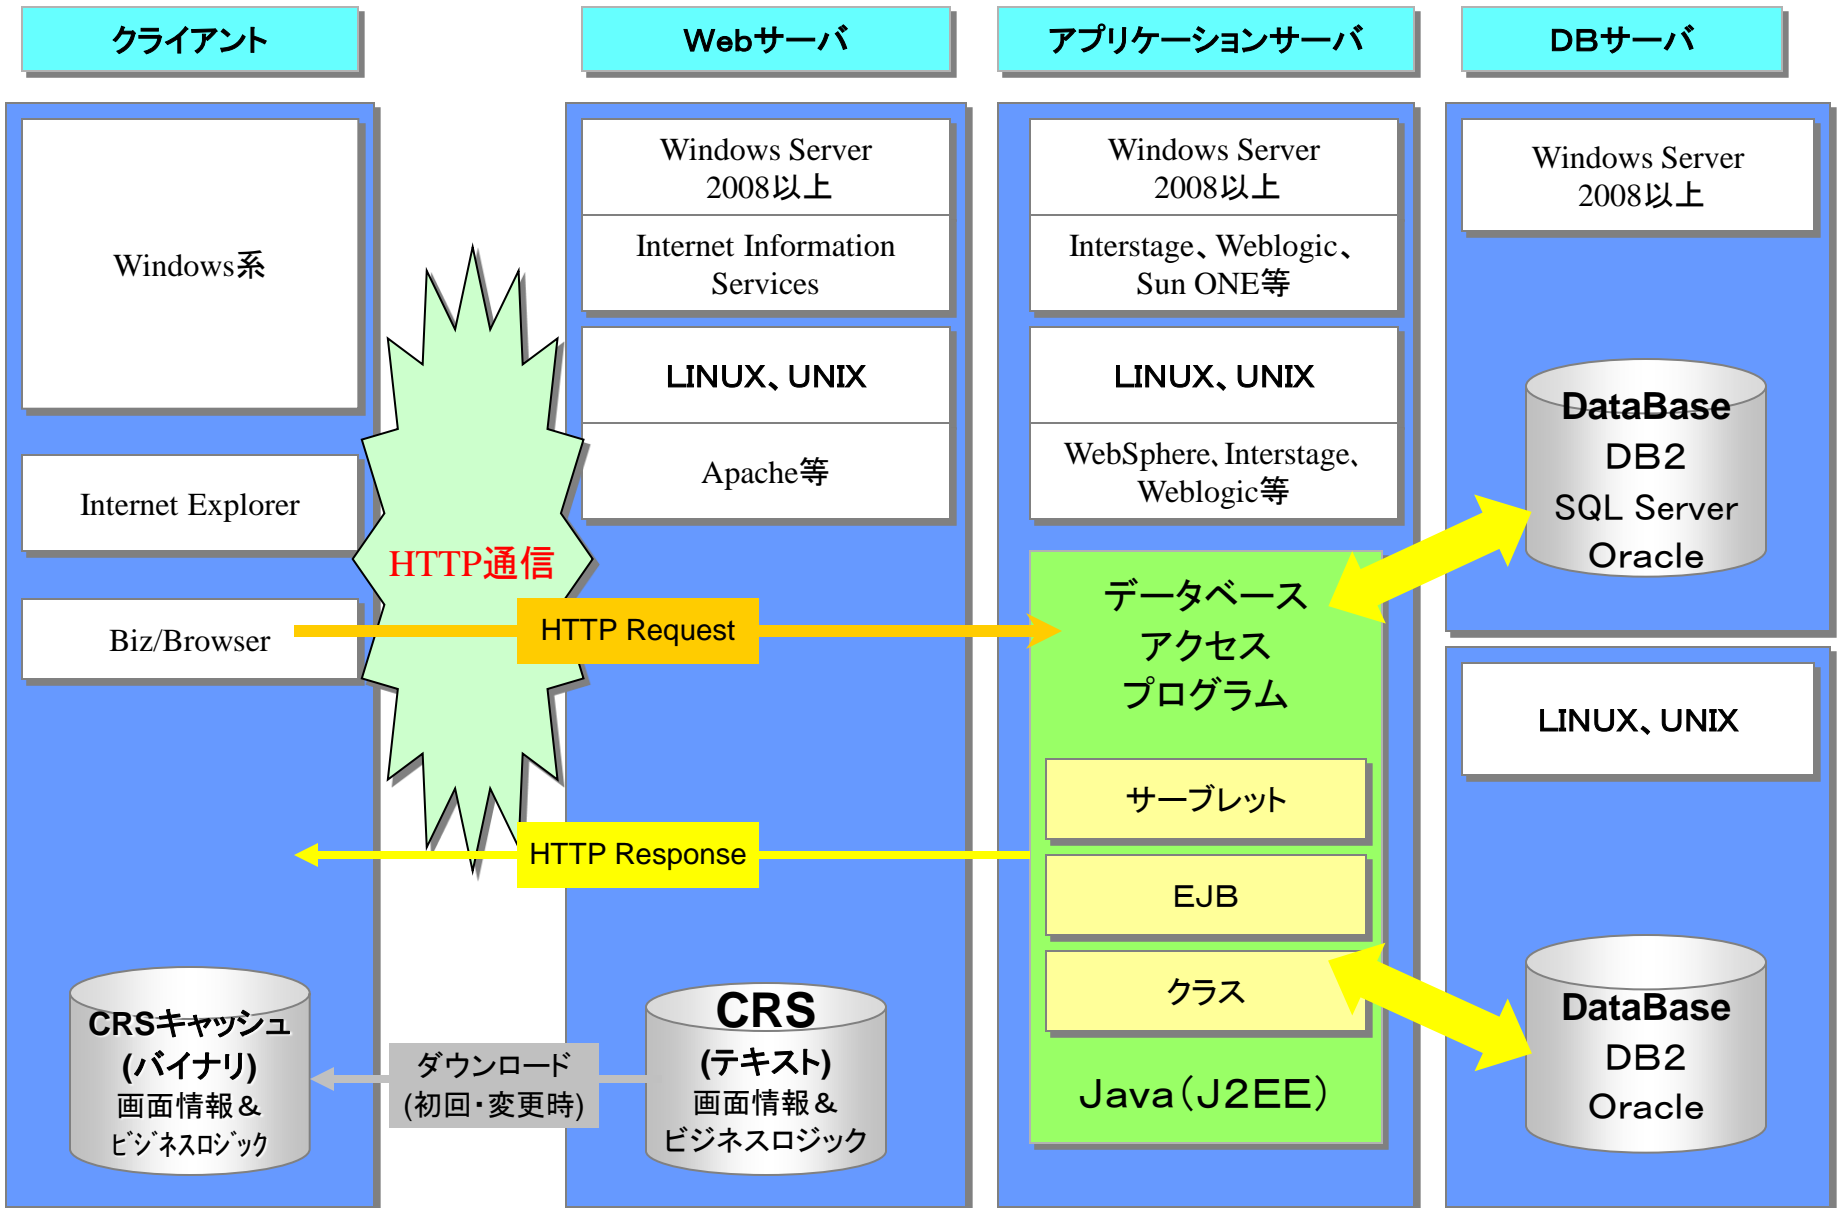 クライアント
Windows系
Internet Explorer
Biz/Browser
CRSキャッシュ
(バイナリ)
画面情報＆
ﾋﾞｼﾞﾈｽﾛｼﾞｯｸ
HTTP通信
HTTP Request
HTTP Response
ダウンロード
(初回・変更時)
Ｗｅｂサーバ
Windows Server
2008以上
Internet Information
Services
ＬＩＮＵＸ、ＵＮＩＸ
Apache等
CRS
(テキスト)
画面情報＆
ビジネスロジック
アプリケーションサーバ
Windows Server
2008以上
Interstage、Weblogic、
Sun ONE等
ＬＩＮＵＸ、ＵＮＩＸ
WebSphere、Interstage、
Weblogic等
データベース
アクセス
プログラム
サーブレット
ＥＪＢ
クラス
Ｊａｖａ（Ｊ２ＥＥ）
ＤＢサーバ
Windows Server
2008以上
DataBase
ＤＢ２
SQL Server
Ｏｒａｃｌｅ
ＬＩＮＵＸ、ＵＮＩＸ
DataBase
ＤＢ２
Ｏｒａｃｌｅ